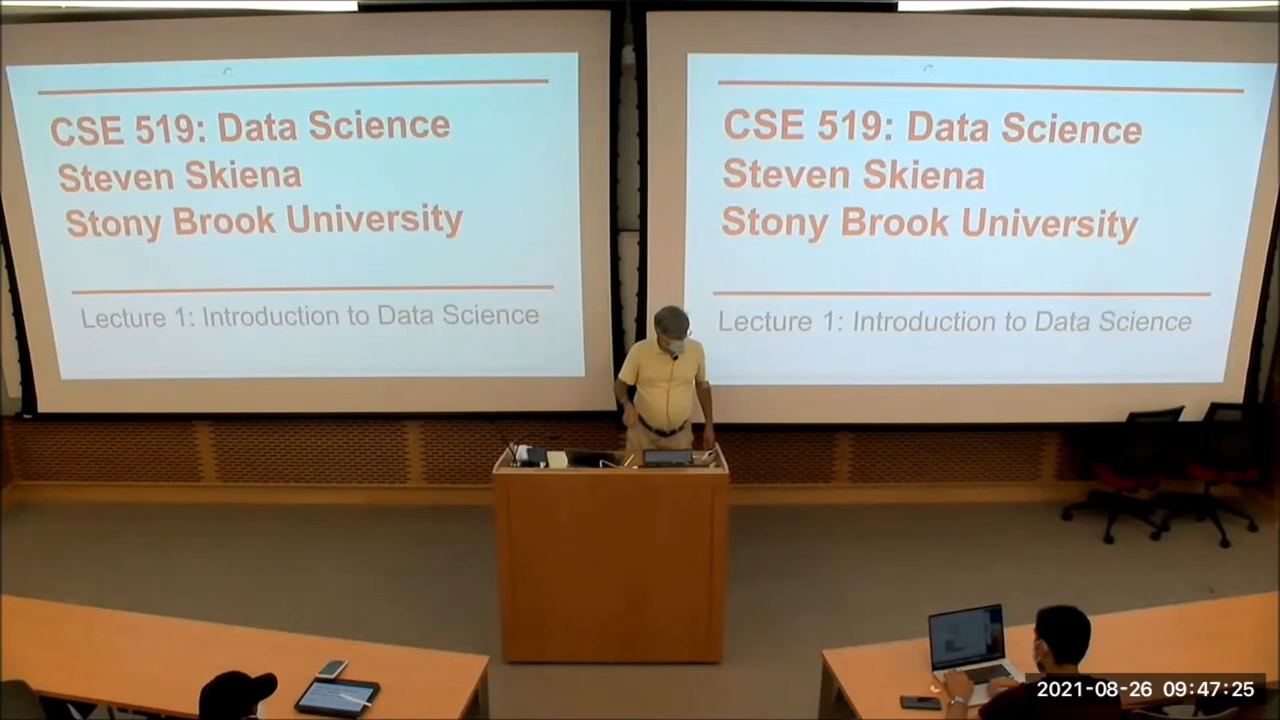 CSE 519: Data Science
Steven Skiena
Stony Brook University
Lecture 1: Introduction to Data Science
CSE 519: Data Science
Steven Skiena
Stony Brook University
Lecture 1: Introduction to Data Science
2021-08-26 09:47:25